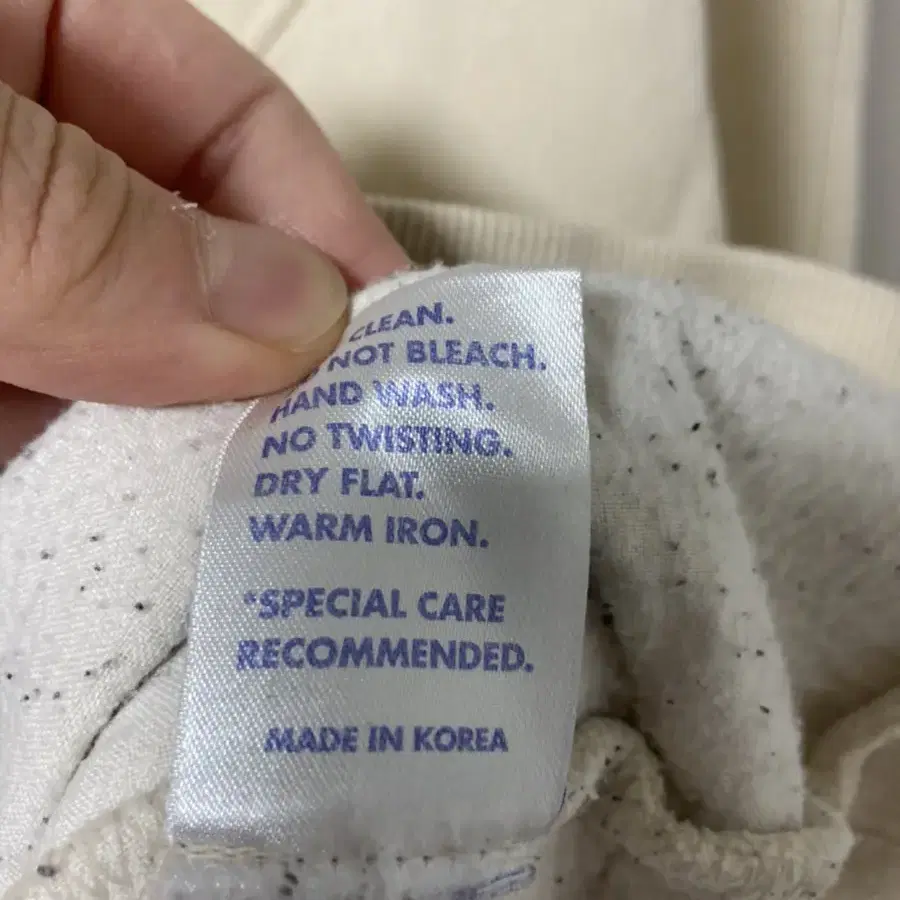 CLEAN.
NOT BLEACH.
HAND WASH.
NO TWISTING.
DRY FLAT.
WARM IRON.
*SPECIAL CARE
RECOMMENDED.
MADE IN KOREA